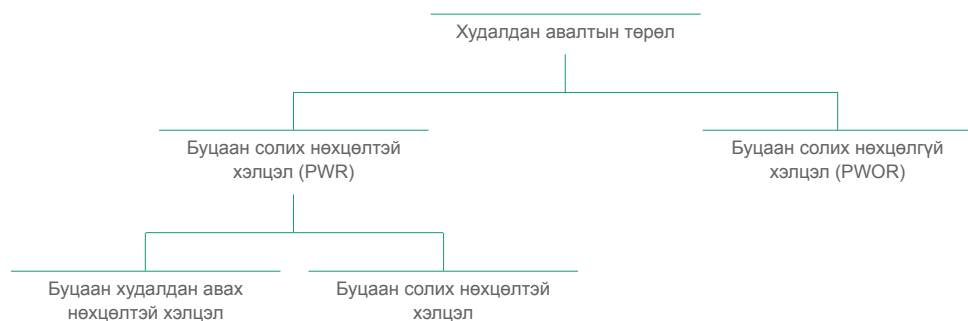 Худалдан авалтын төрөл
Буцаан солих нөхцөлтэй
хэлцэл (PWR)
Буцаан солих нөхцөлгүй
хэлцэл (PWOR)
Буцаан худалдан авах
нөхцөлтэй хэлцэл
Буцаан солих нөхцөлтэй
хэлцэл